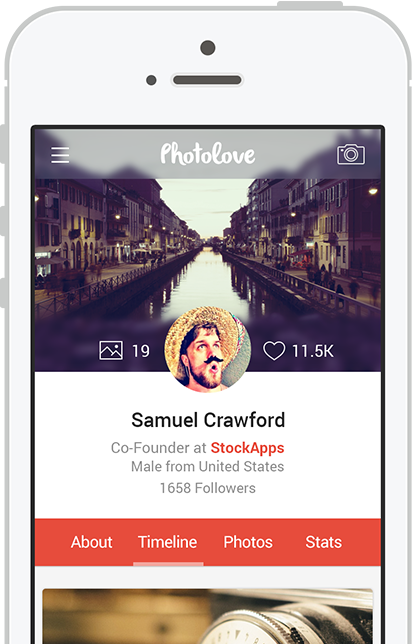 Photolove
19
11.5K
Samuel Crawford
Co-Founder at StockApps
Male from United States
1658 Followers
About Timeline Photos Stats